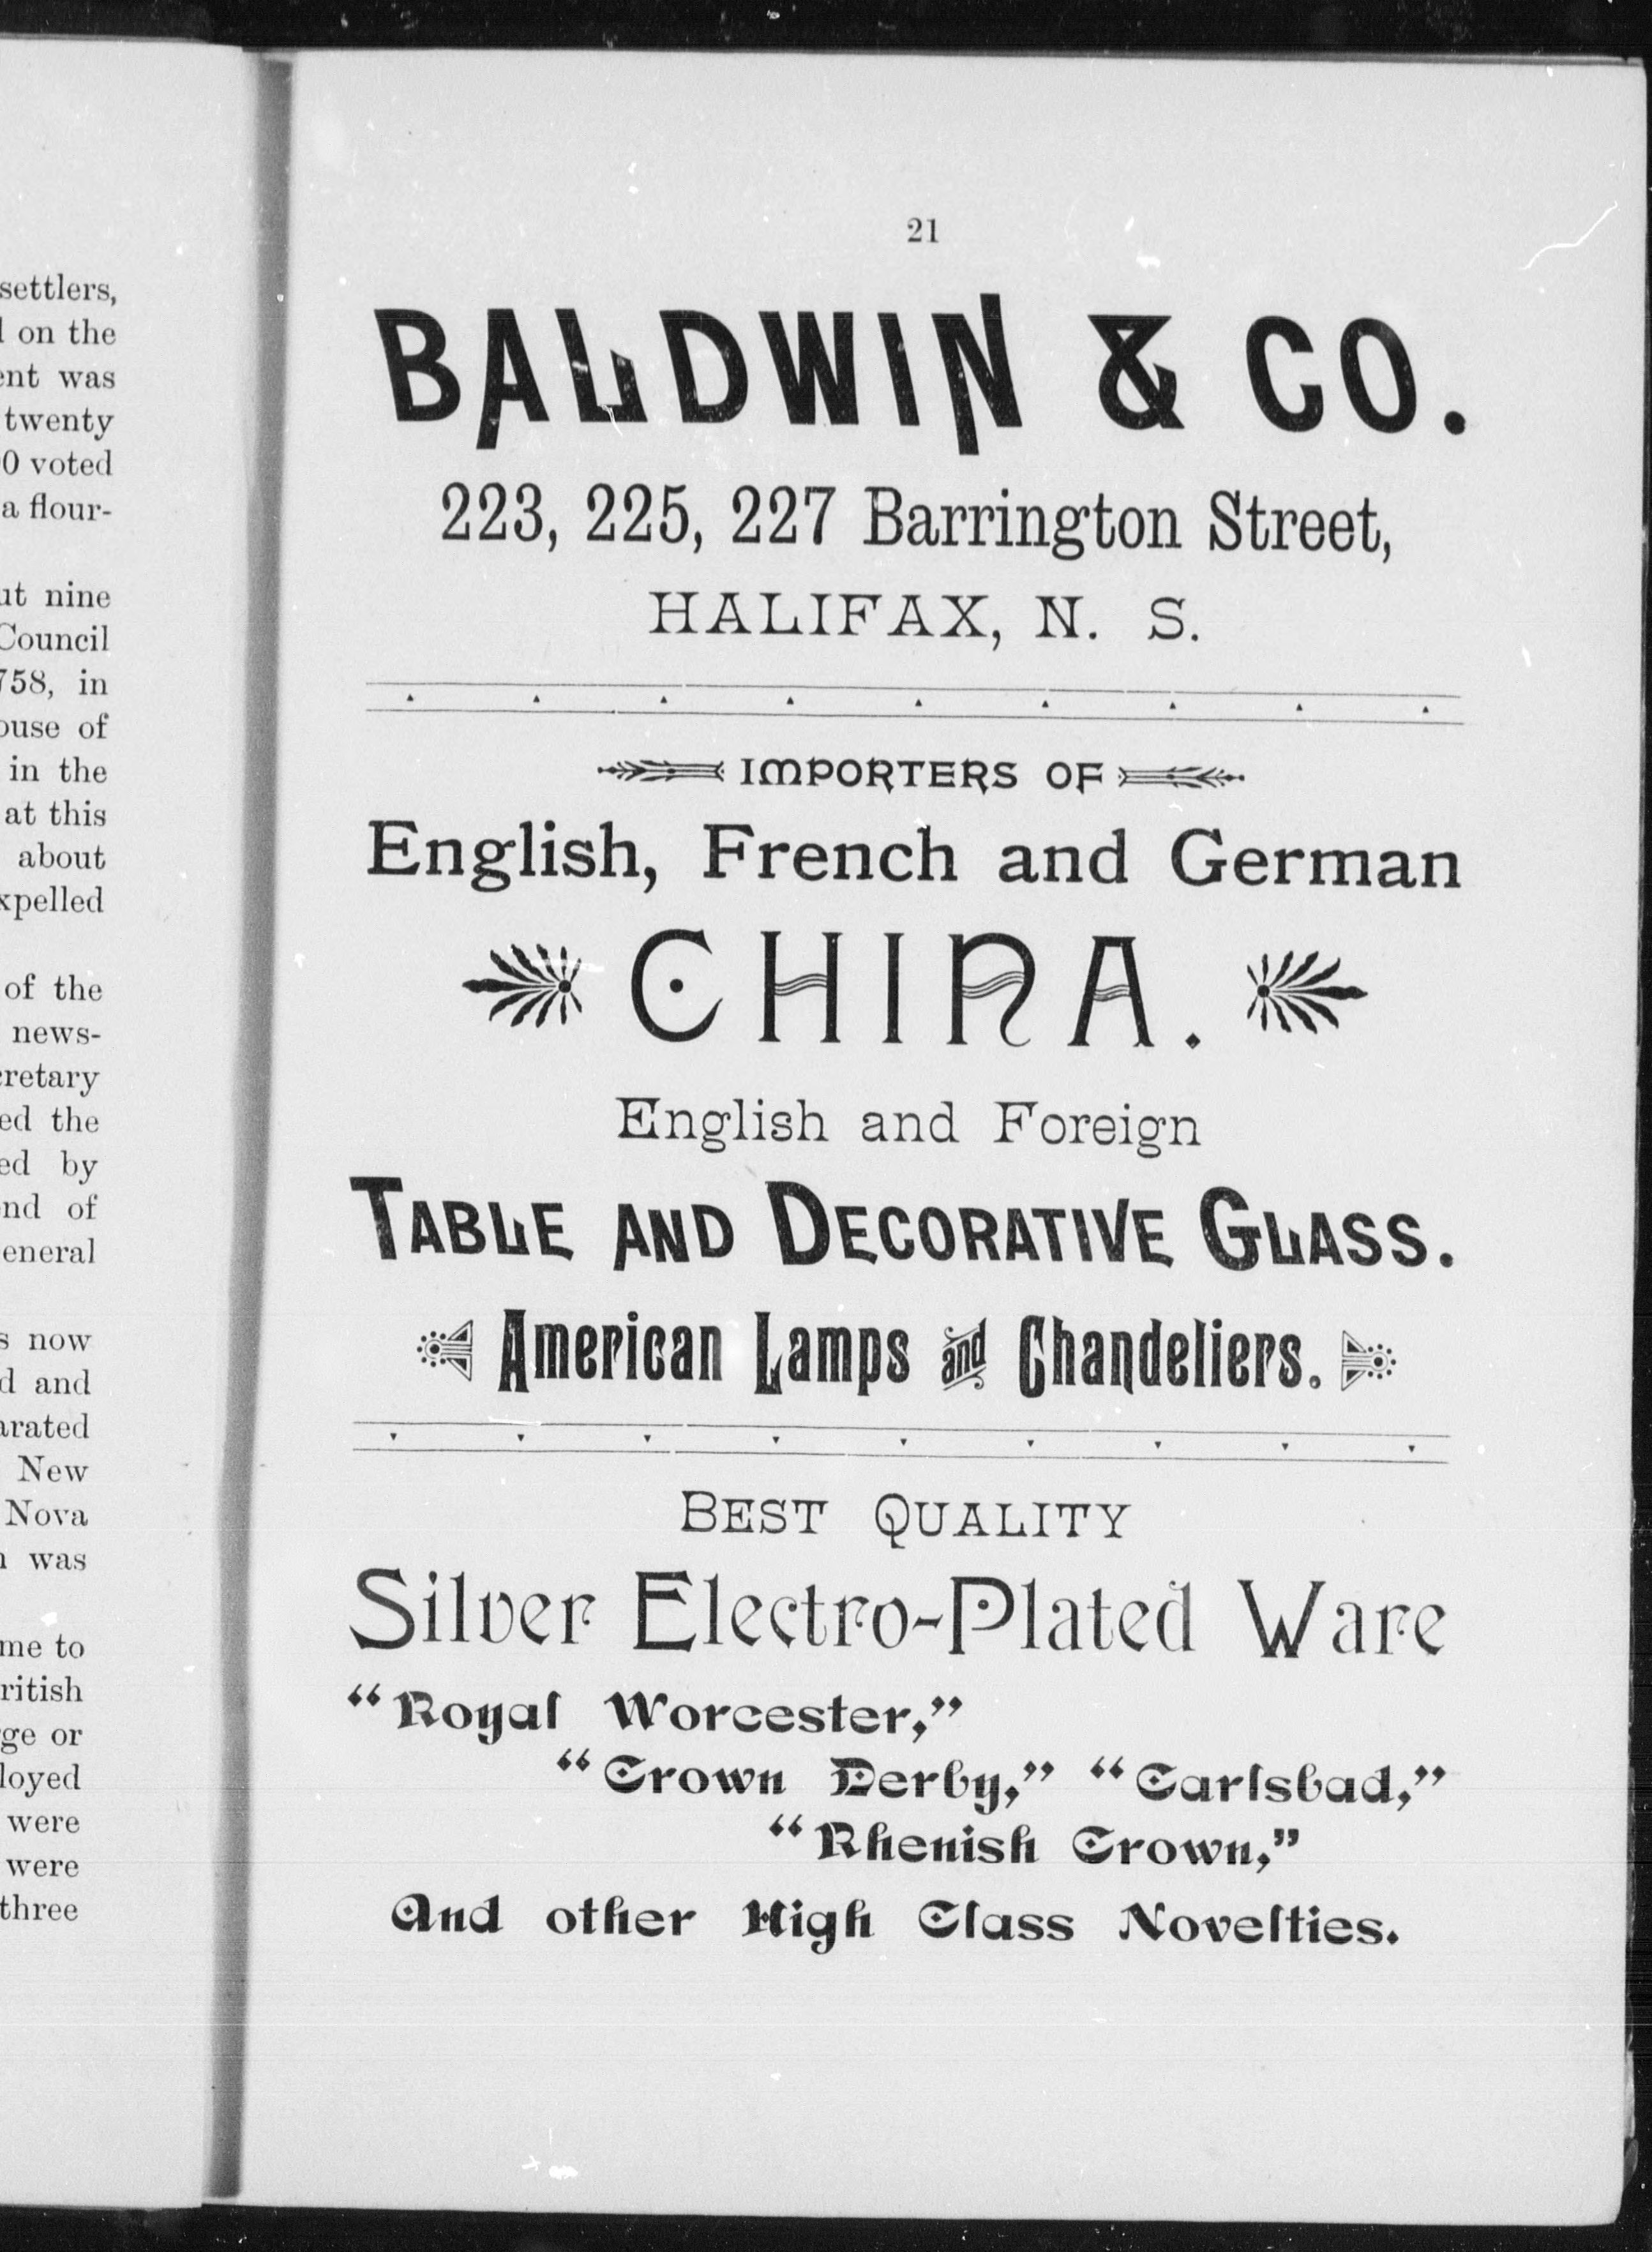 settlers,
on the
ent was
twenty
0 voted
a flour-
ut nine
Council
758, in
ouse of
in the
at this
about
xpelled
of the
news-
cretary
ed the
ed by
nd of
eneral
s now
d and
arated
New
Nova
was
me to
ritish
ge or
loyed
were
were
three
21
BALDWIN & CO.
223, 225, 227 Barrington Street,
HALIFAX, N. S.
IMPORTERS OF
English, French and German
CHINA.
English and Foreign
TABLE AND DECORATIVE GLASS.
American Lamps and Chandeliers.
BEST QUALITY
Silver Electro-Plated Ware
“Royal Worcester,”
“Crown Derby,” “Carlsbad,”
“Rhenish Crown,”
And other High Class Novelties.